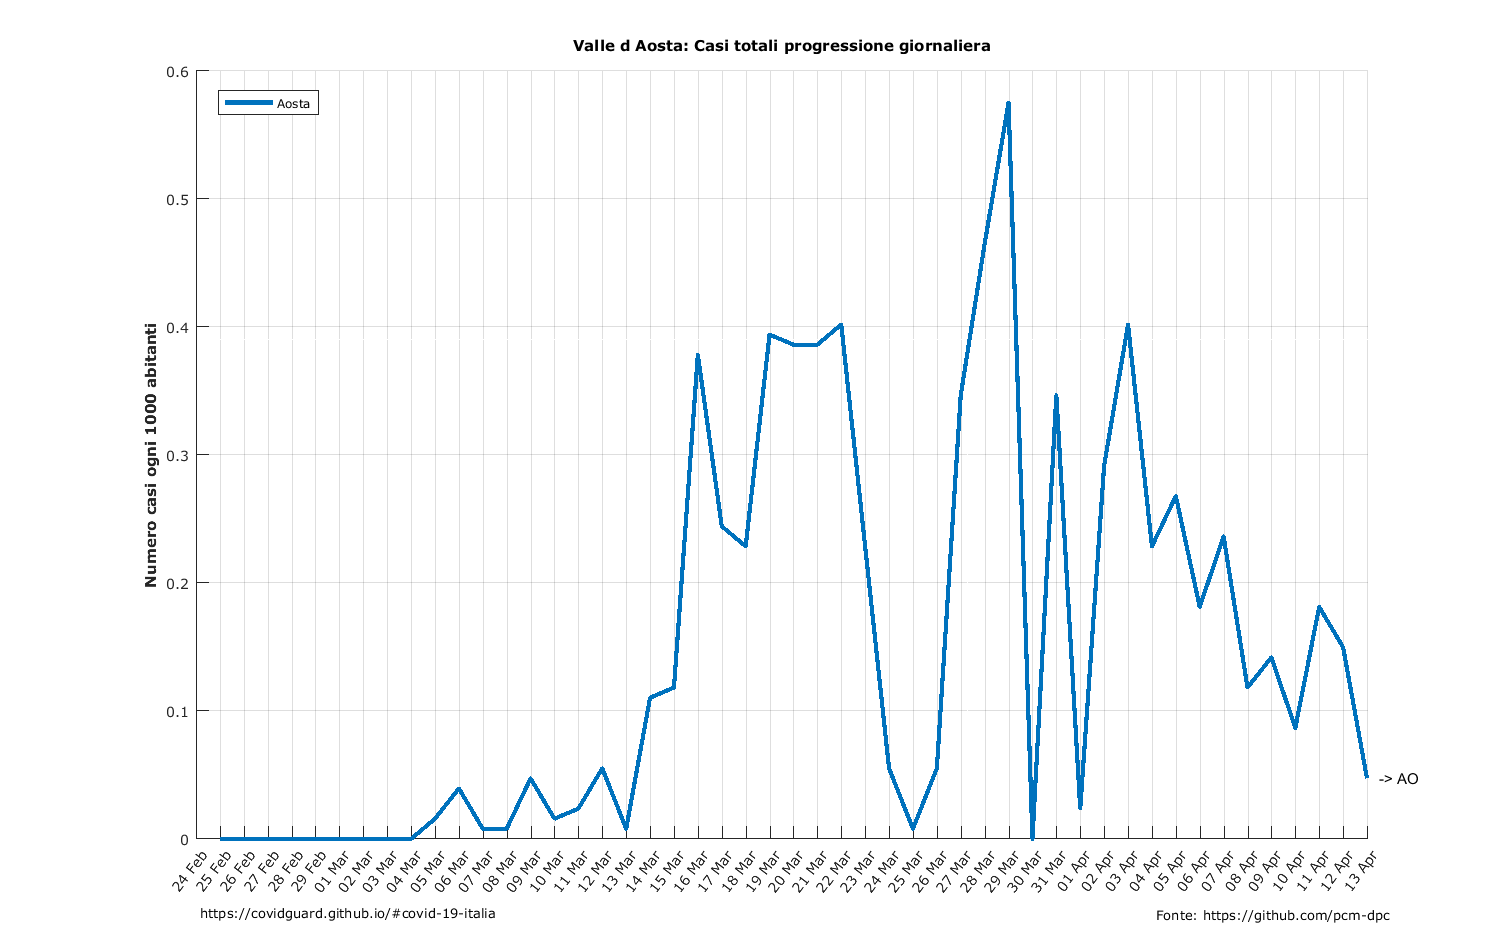 Valle d Aosta: Casi totali progressione giornaliera
Aosta
Numero casi ogni 1000 abitanti
0.6
0.5
0.4
0.3
0.2
0.1
0
-> AO
24 Feb
25 Feb
26 Feb
27 Feb
28 Feb
29 Feb
01 Mar
02 Mar
03 Mar
04 Mar
05 Mar
06 Mar
07 Mar
08 Mar
09 Mar
10 Mar
11 Mar
12 Mar
13 Mar
14 Mar
15 Mar
16 Mar
17 Mar
18 Mar
19 Mar
20 Mar
21 Mar
22 Mar
23 Mar
24 Mar
25 Mar
26 Mar
27 Mar
28 Mar
29 Mar
30 Mar
31 Mar
01 Apr
02 Apr
03 Apr
04 Apr
05 Apr
06 Apr
07 Apr
08 Apr
09 Apr
10 Apr
11 Apr
12 Apr
13 Apr
https://covidguard.github.io/#covid-19-italia
Fonte: https://github.com/pcm-dpc